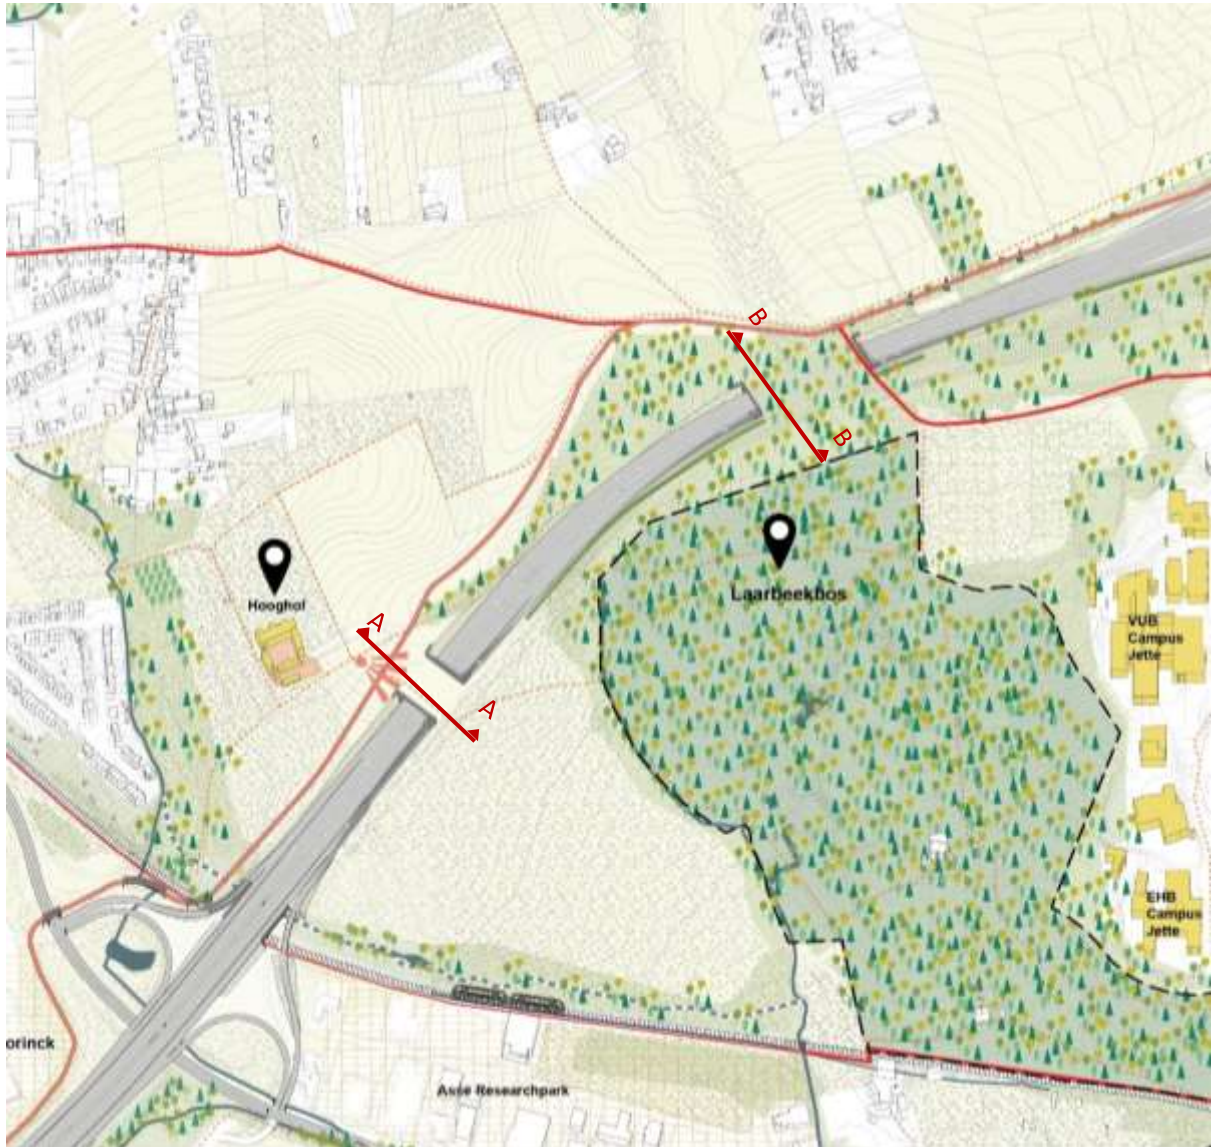 B
B
Hooghof
Laarbeekbos
A
A
VUB
Campus
Jette
EHB
Campus
Jette
orinck
Asse Researchpark